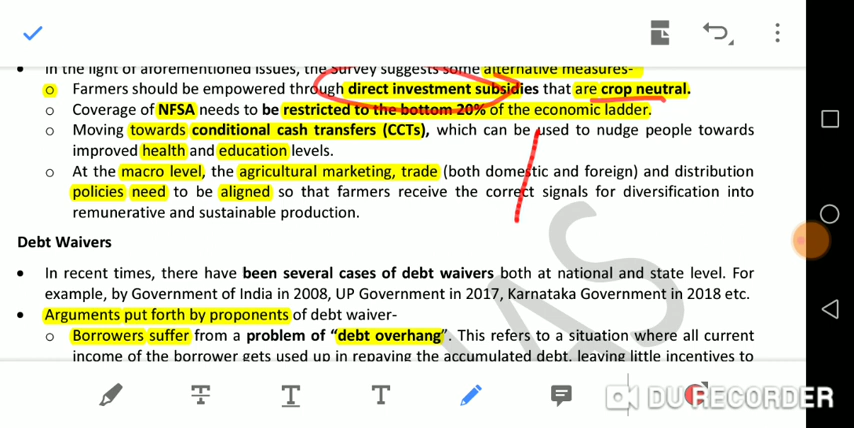 In the light of aforementioned issues, the Survey suggests some alternative measures-
o Farmers should be empowered through direct investment subsidies that are crop neutral.
o Coverage of NFSA needs to be restricted to the bottom 20% of the economic ladder.
o Moving towards conditional cash transfers (CCTs), which can be used to nudge people towards
improved health and education levels.
o At the macro level, the agricultural marketing, trade (both domestic and foreign) and distribution
policies need to be aligned so that farmers receive the correct signals for diversification into
remunerative and sustainable production.
Debt Waivers
• In recent times, there have been several cases of debt waivers both at national and state level. For
example, by Government of India in 2008, UP Government in 2017, Karnataka Government in 2018 etc.
• Arguments put forth by proponents of debt waiver-
o Borrowers suffer from a problem of “debt overhang”. This refers to a situation where all current
income of the borrower gets used up in repaying the accumulated debt, leaving little incentives to
T T T
DU RECORDER